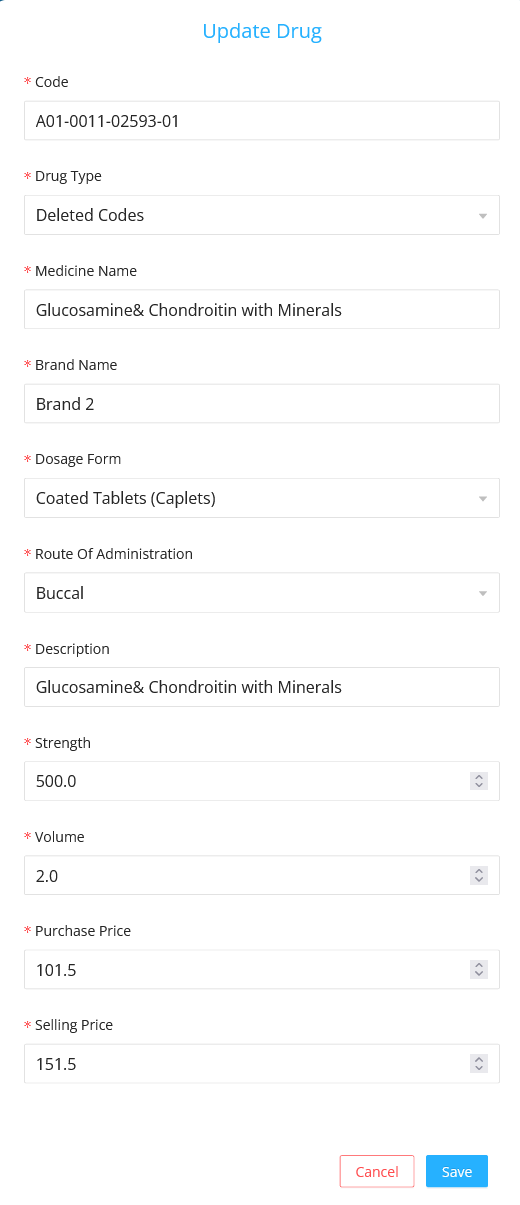 Update Drug
* Code
A01-0011-02593-01
* Drug Type
Deleted Codes
* Medicine Name
Glucosamine& Chondroitin with Minerals
* Brand Name
Brand 2
* Dosage Form
Coated Tablets (Caplets)
* Route Of Administration
Buccal
* Description
Glucosamine& Chondroitin with Minerals
* Strength
500.0
* Volume
2.0
* Purchase Price
101.5
* Selling Price
151.5
Cancel Save